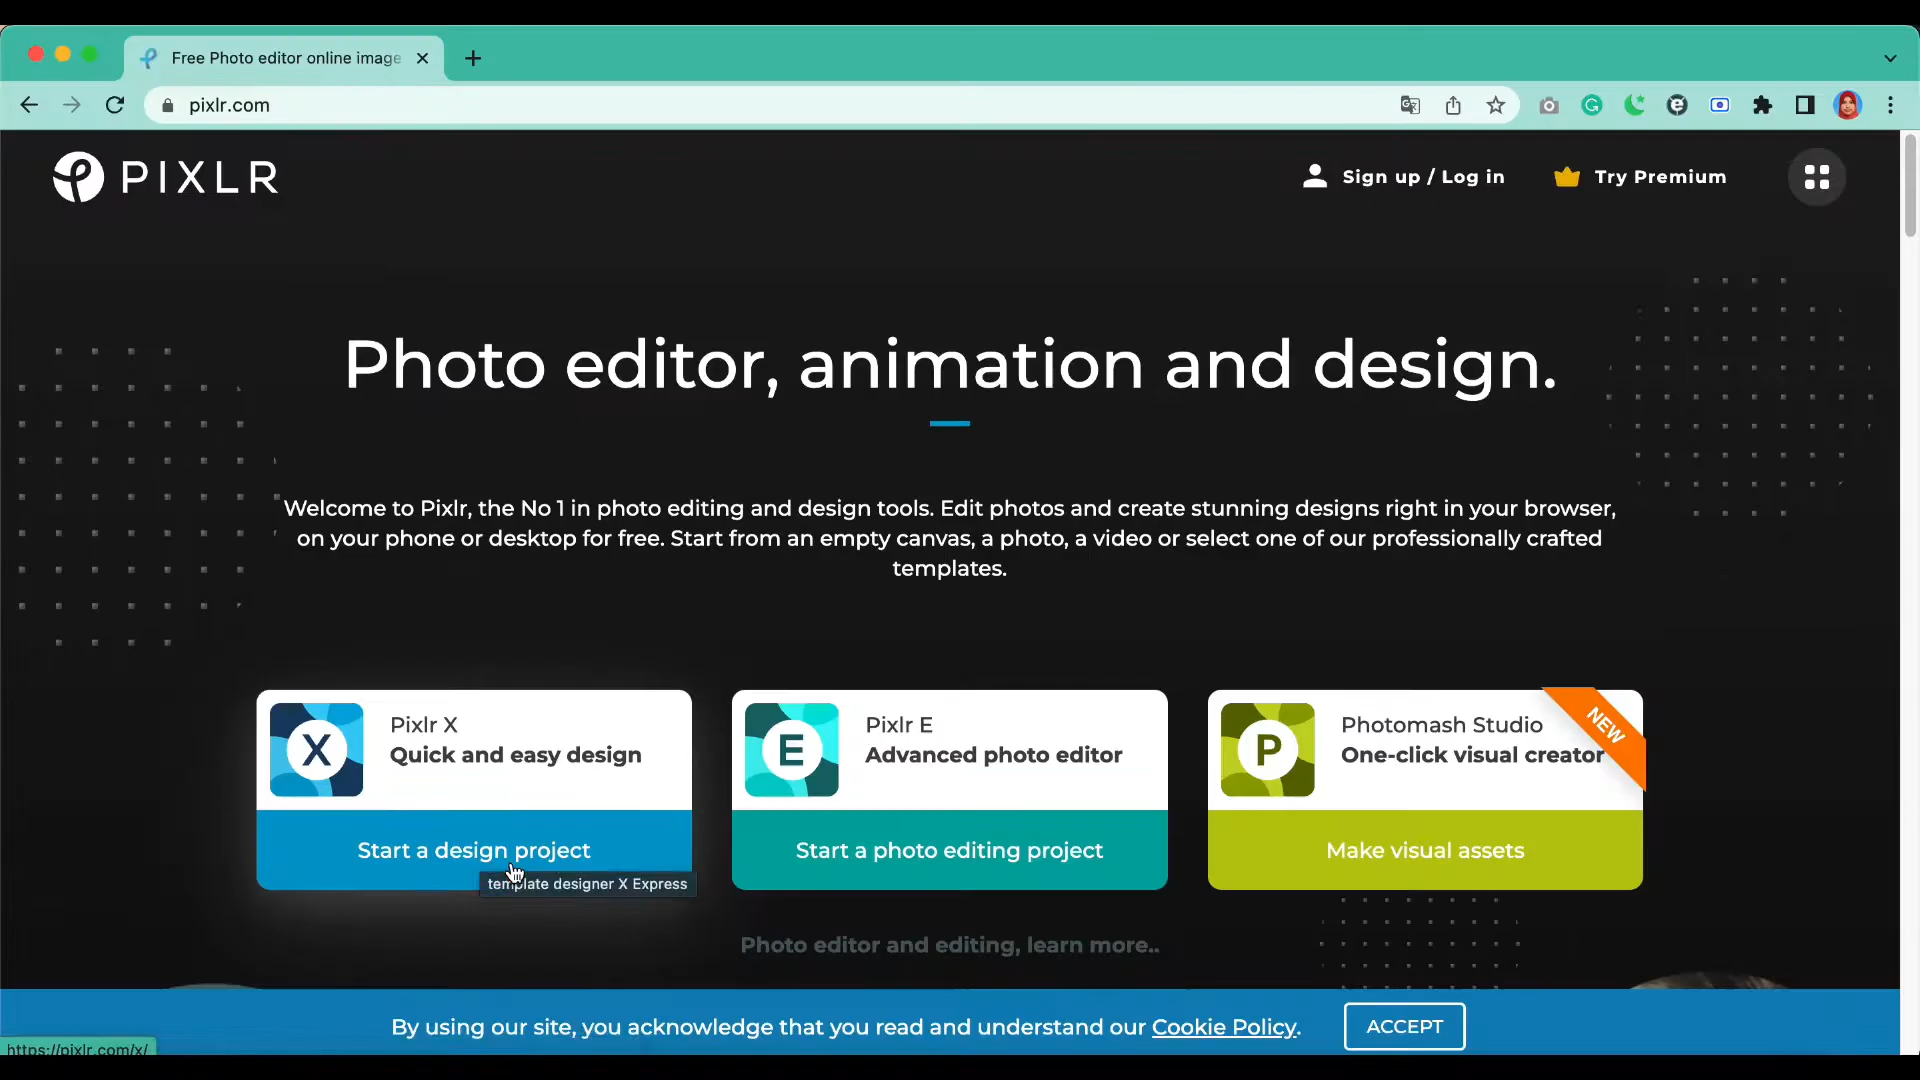 Free Photo editor online image
pixlr.com
PIXLR
Sign up / Log in
Try Premium
Photo editor, animation and design.
Welcome to Pixlr, the No 1 in photo editing and design tools. Edit photos and create stunning designs right in your browser,
on your phone or desktop for free. Start from an empty canvas, a photo, a video or select one of our professionally crafted
templates.
X
Pixlr X
Quick and easy design
Start a design project
template designer X Express
E
Pixlr E
Advanced photo editor
Start a photo editing project
P
Photomash Studio
One-click visual creator
NEW
Make visual assets
Photo editor and editing, learn more..
By using our site, you acknowledge that you read and understand our Cookie Policy.
ACCEPT
https://pixlr.com/x/